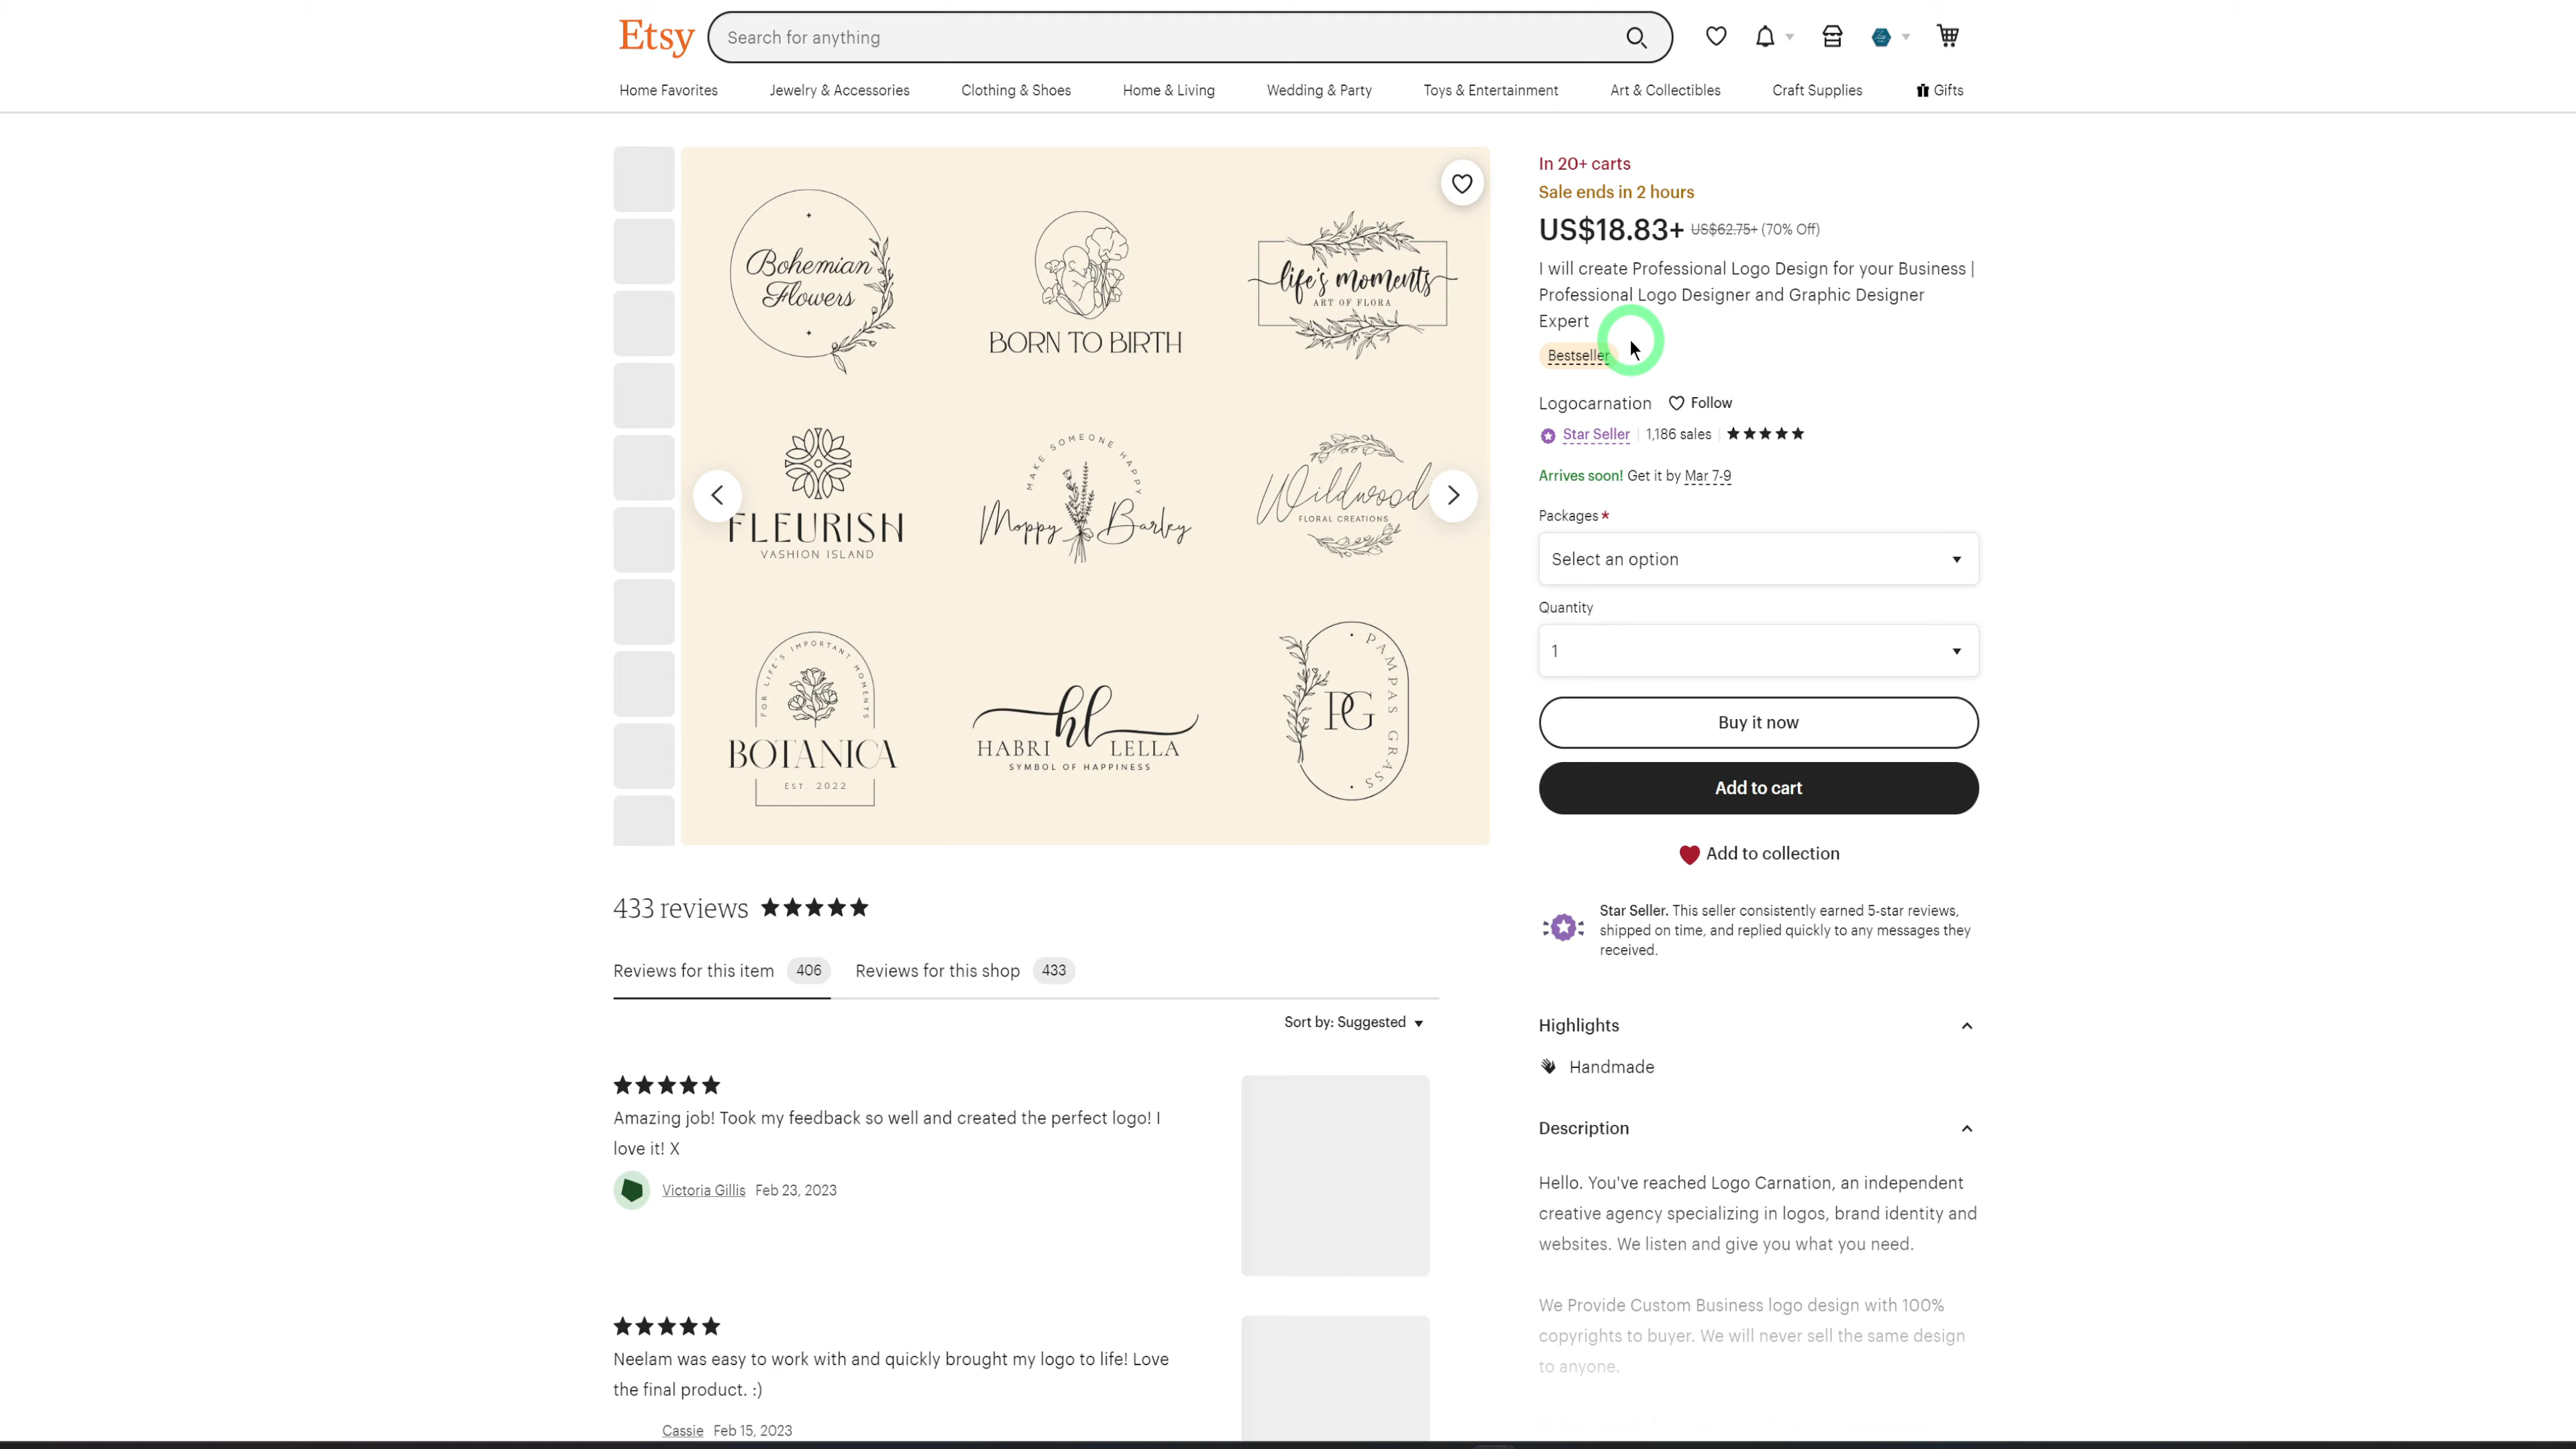 Etsy
Search for anything
Home Favorites
Jewelry & Accessories
Clothing & Shoes
Home & Living
Wedding & Party
Toys & Entertainment
Art & Collectibles
Craft Supplies
Gifts
Bohemian
Flowers
BORN TO BIRTH
life's moments
ART OF FLORA
FLEURISH
VASHION ISLAND
MAKE SOMEONE HAPPY
Moppy Barley
Wildwood
FLORAL CREATIONS
FOR LIFE'S IMPORTANT MOMENTS
BOTANICA
EST. 2022
hl
HABRI LELLA
SYMBOL OF HAPPINESS
PG
PAMPAS GRASS
In 20+ carts
Sale ends in 2 hours
US$18.83+ US$62.75+ (70% Off)
I will create Professional Logo Design for your Business |
Professional Logo Designer and Graphic Designer
Expert
Bestseller
Logocarnation Follow
Star Seller 1,186 sales
Arrives soon! Get it by Mar 7-9
Packages *
Select an option
Quantity
1
Buy it now
Add to cart
Add to collection
Star Seller. This seller consistently earned 5-star reviews,
shipped on time, and replied quickly to any messages they
received.
Highlights
Handmade
Description
Hello. You've reached Logo Carnation, an independent
creative agency specializing in logos, brand identity and
websites. We listen and give you what you need.
We Provide Custom Business logo design with 100%
copyrights to buyer. We will never sell the same design
to anyone.
433 reviews
Reviews for this item 406
Reviews for this shop 433
Sort by: Suggested
Amazing job! Took my feedback so well and created the perfect logo! I
love it! X
Victoria Gillis Feb 23, 2023
Neelam was easy to work with and quickly brought my logo to life! Love
the final product. :)
Cassie Feb 15, 2023